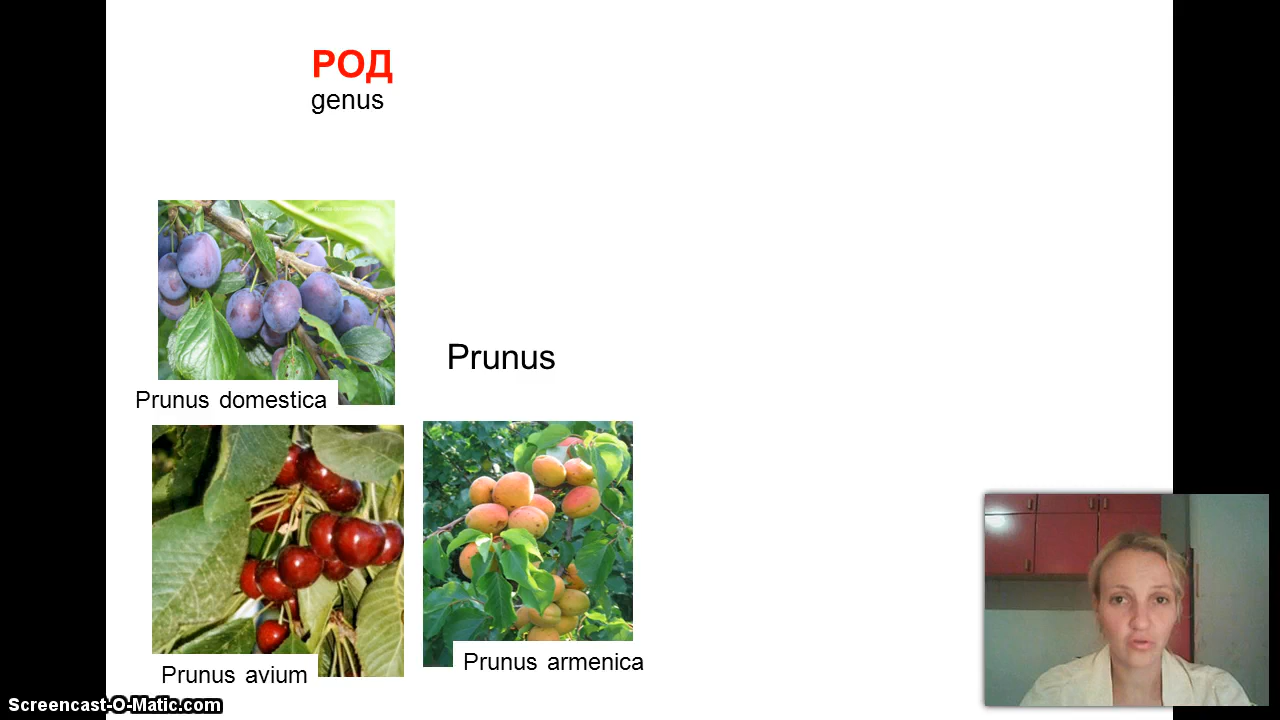 РОД
genus
Prunus
Prunus domestica
Prunus armenica
Prunus avium
Screencast-O-Matic.com